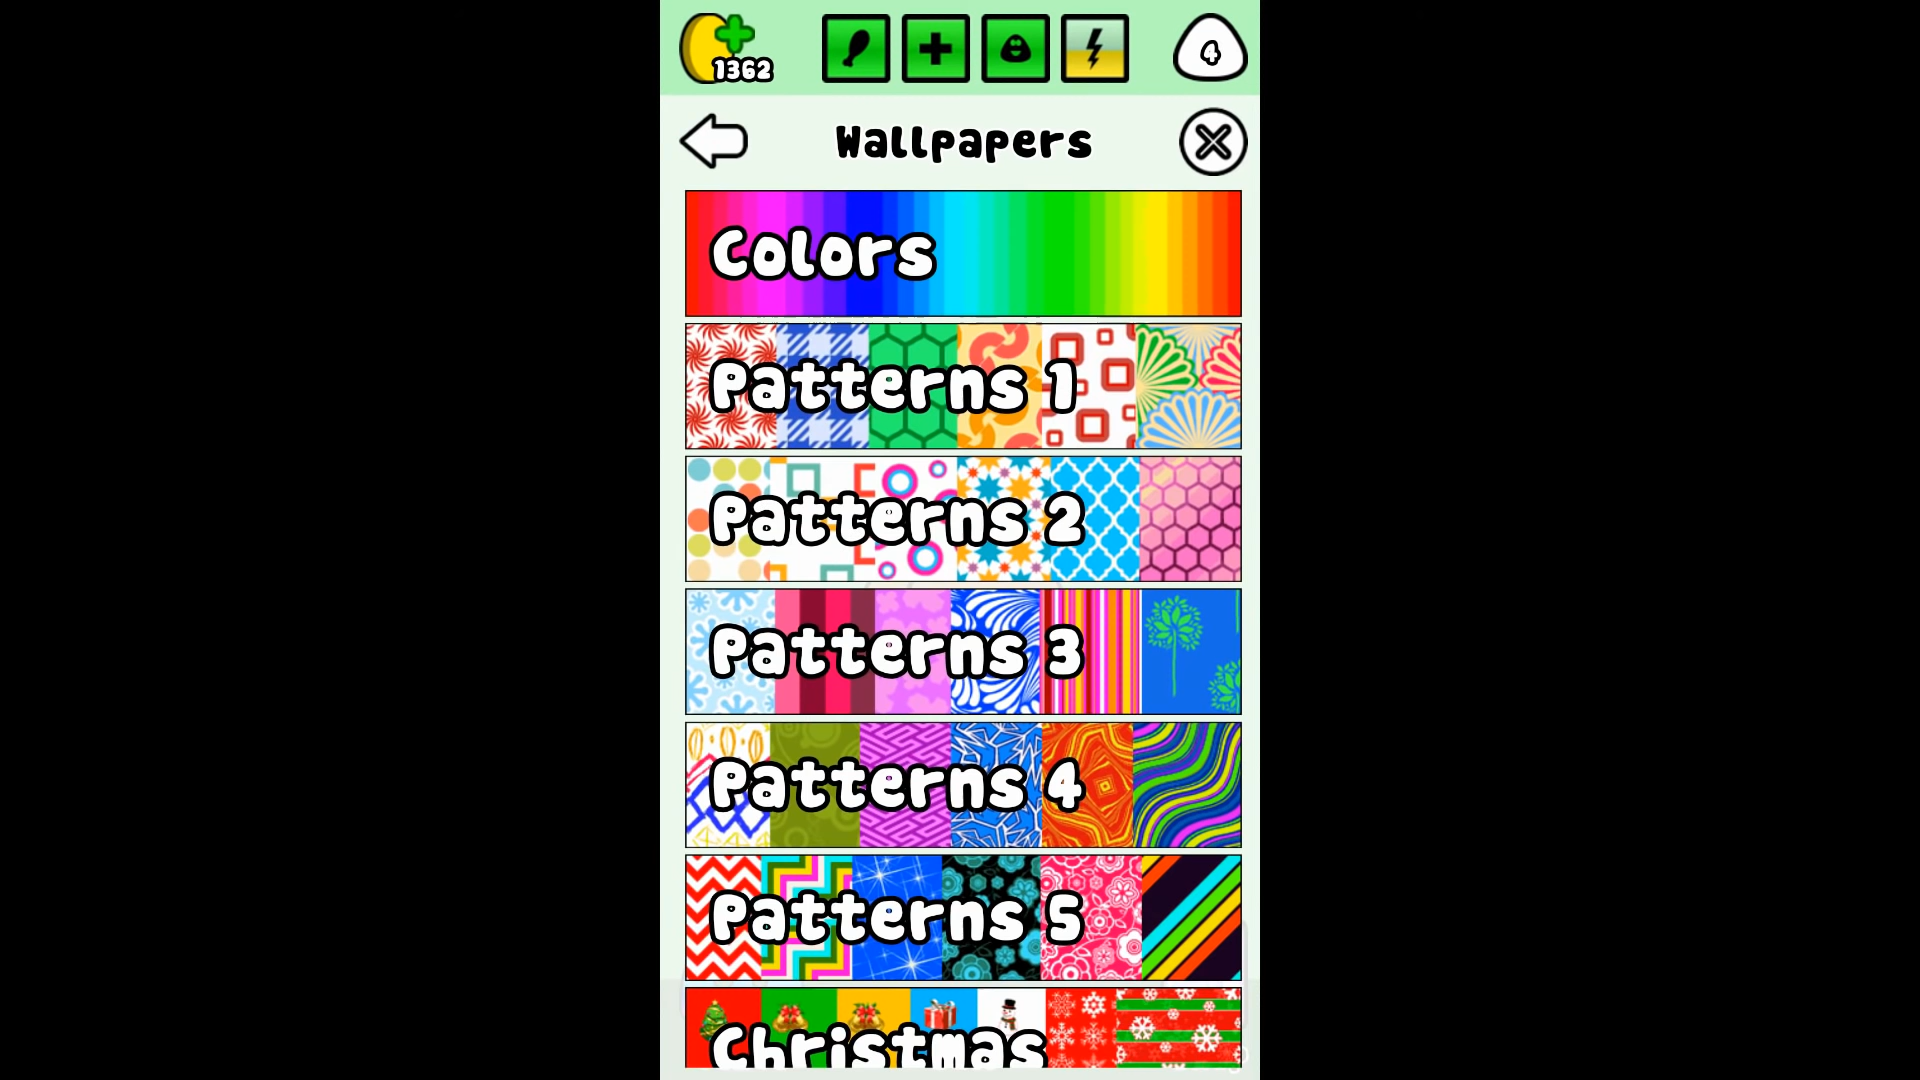 1362
4
Wallpapers
Colors
Patterns 1
Patterns 2
Patterns 3
Patterns 4
Patterns 5
Christmas